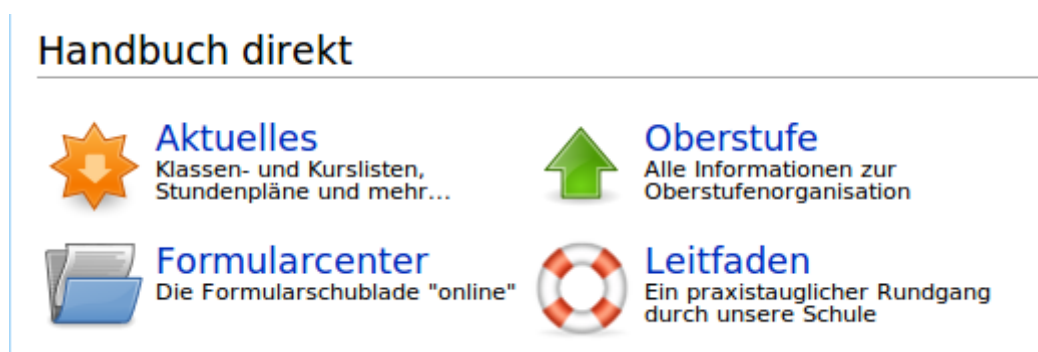 Handbuch direkt
Aktuelles
Klassen- und Kurslisten,
Stundenpläne und mehr...
Oberstufe
Alle Informationen zur
Oberstufenorganisation
Formularcenter
Die Formularschublade "online"
Leitfaden
Ein praxistauglicher Rundgang
durch unsere Schule